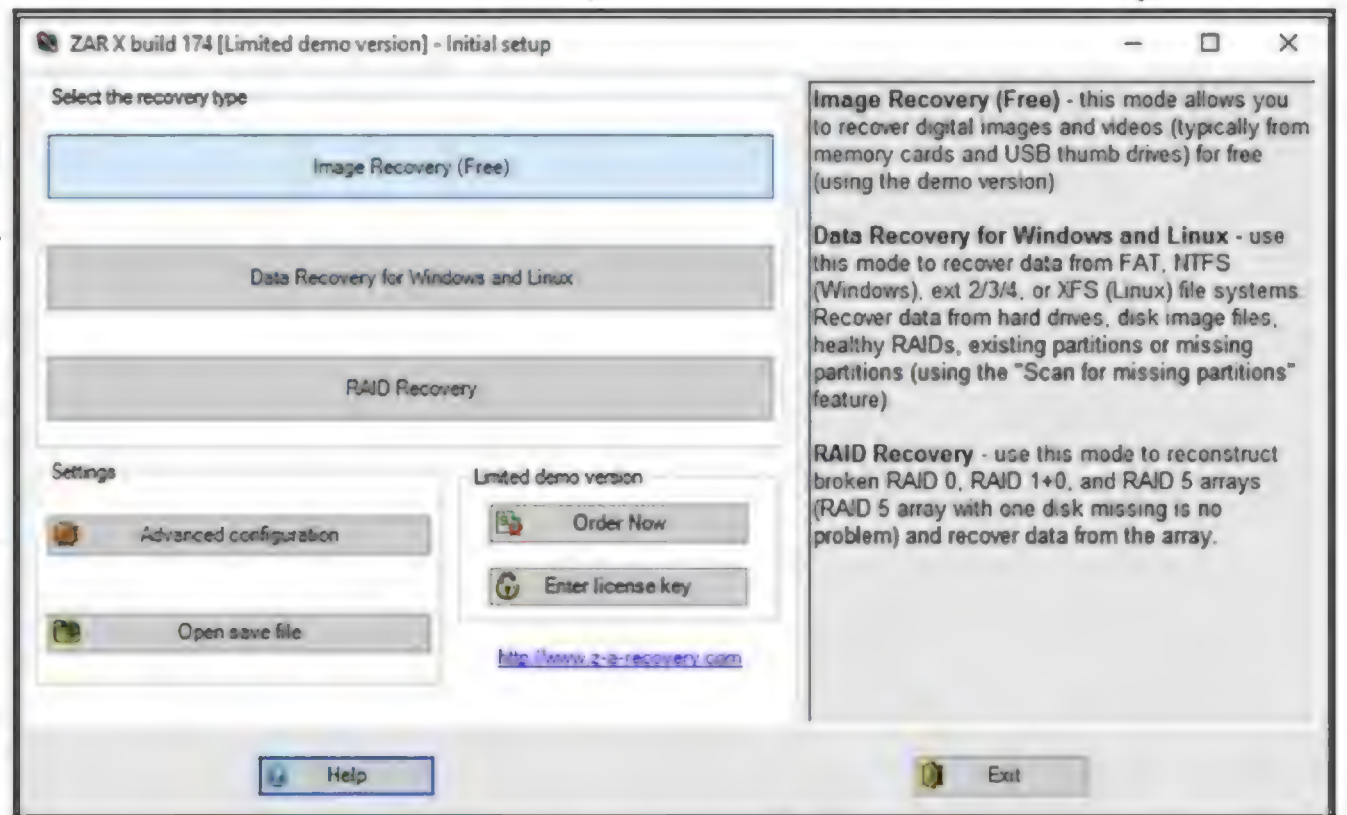 ZAR X build 174 [Limited demo version] - Initial setup
Select the recovery type
Image Recovery (Free)
Data Recovery for Windows and Linux
RAID Recovery
Settings
Advanced configuration
Open save file
Limited demo version
Order Now
Enter license key
http://www.z-a-recovery.com
Image Recovery (Free) - this mode allows you
to recover digital images and videos (typically from
memory cards and USB thumb drives) for free
(using the demo version)
Data Recovery for Windows and Linux - use
this mode to recover data from FAT, NTFS
(Windows), ext 2/3/4, or XFS (Linux) file systems
Recover data from hard drives, disk image files,
healthy RAIDs, existing partitions or missing
partitions (using the "Scan for missing partitions"
feature)
RAID Recovery - use this mode to reconstruct
broken RAID 0, RAID 1+0, and RAID 5 arrays
(RAID 5 array with one disk missing is no
problem) and recover data from the array.
Help
Exit